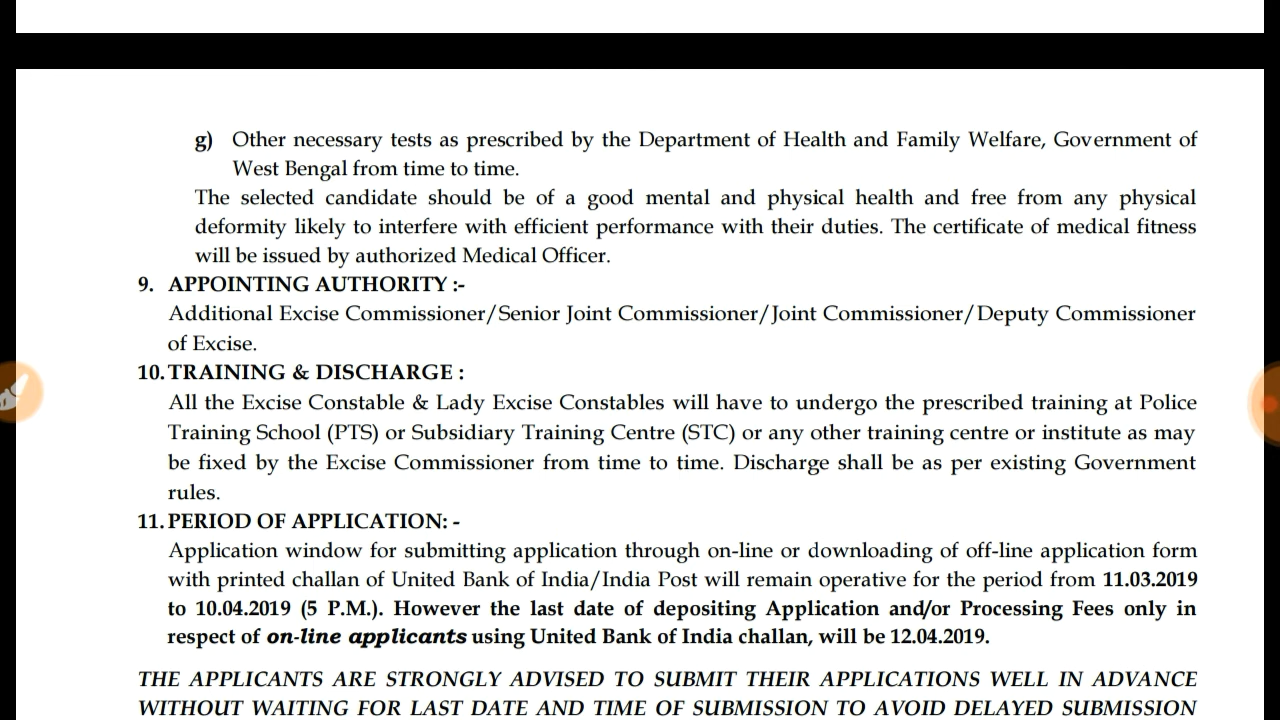 g) Other necessary tests as prescribed by the Department of Health and Family Welfare, Government of
West Bengal from time to time.
The selected candidate should be of a good mental and physical health and free from any physical
deformity likely to interfere with efficient performance with their duties. The certificate of medical fitness
will be issued by authorized Medical Officer.
9. APPOINTING AUTHORITY :-
Additional Excise Commissioner/Senior Joint Commissioner/Joint Commissioner/Deputy Commissioner
of Excise.
10. TRAINING & DISCHARGE :
All the Excise Constable & Lady Excise Constables will have to undergo the prescribed training at Police
Training School (PTS) or Subsidiary Training Centre (STC) or any other training centre or institute as may
be fixed by the Excise Commissioner from time to time. Discharge shall be as per existing Government
rules.
11. PERIOD OF APPLICATION: -
Application window for submitting application through on-line or downloading of off-line application form
with printed challan of United Bank of India/India Post will remain operative for the period from 11.03.2019
to 10.04.2019 (5 P.M.). However the last date of depositing Application and/or Processing Fees only in
respect of on-line applicants using United Bank of India challan, will be 12.04.2019.
THE APPLICANTS ARE STRONGLY ADVISED TO SUBMIT THEIR APPLICATIONS WELL IN ADVANCE
WITHOUT WAITING FOR LAST DATE AND TIME OF SUBMISSION TO AVOID DELAYED SUBMISSION